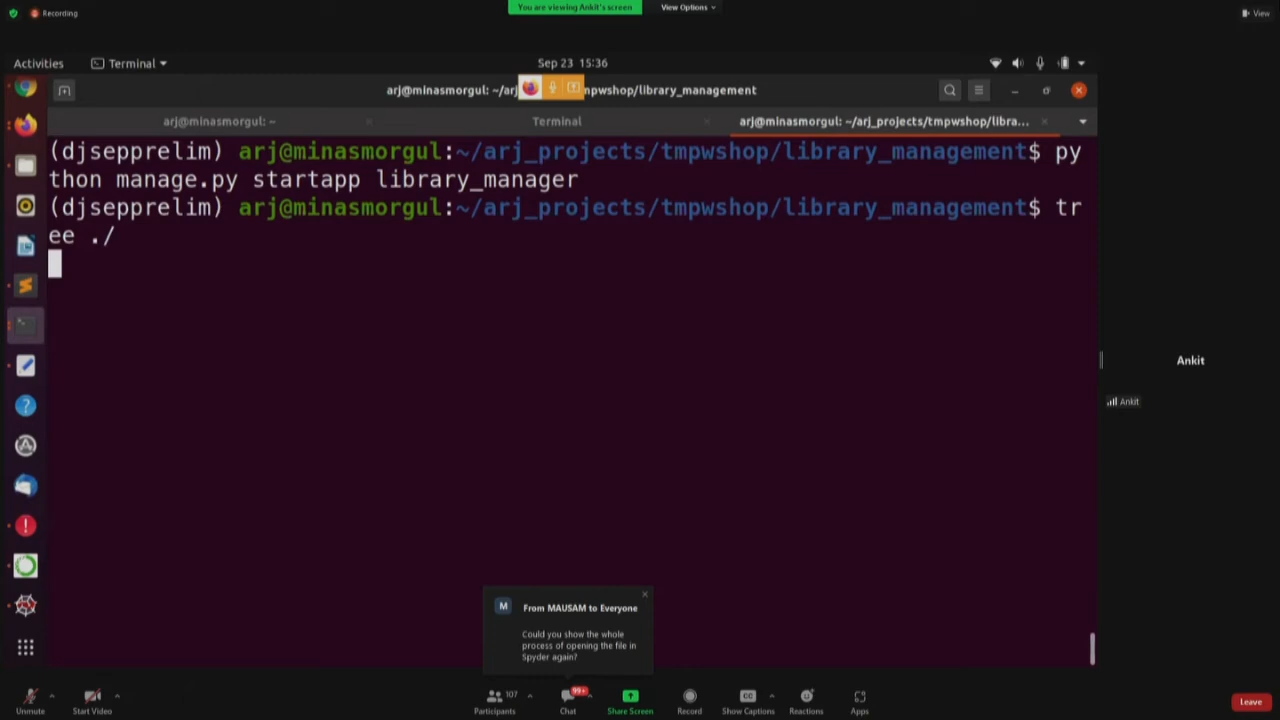 Recording
You are viewing Ankit's screen
View Options
View
Activities
Terminal
Sep 23 15:36
arj@minasmorgul: ~/arj
mpwshop/library_management
arj@minasmorgul: ~
Terminal
arj@minasmorgul: ~/arj_projects/tmpwshop/libra...
(djsepprelim) arj@minasmorgul:~/arj_projects/tmpwshop/library_management$ py
thon manage.py startapp library_manager
(djsepprelim) arj@minasmorgul:~/arj_projects/tmpwshop/library_management$ tr
ee ./
Ankit
Ankit
M
From MAUSAM to Everyone
Could you show the whole
process of opening the file in
Spyder again?
Unmute
Start Video
Participants
107
Chat
99+
Share Screen
Record
CC
Show Captions
Reactions
Apps
Leave